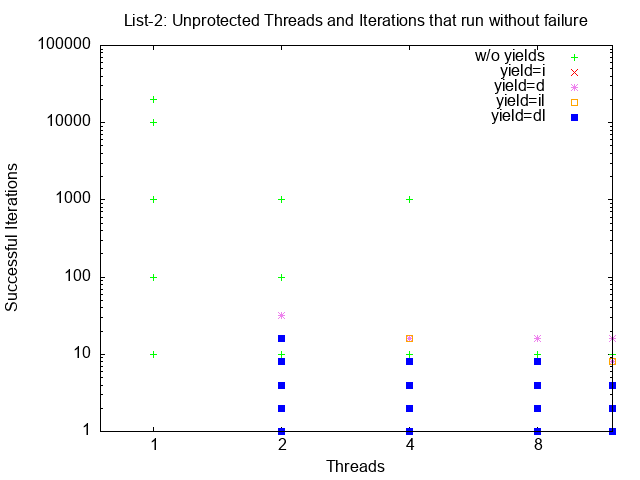 List-2: Unprotected Threads and Iterations that run without failure
100000
10000
1000
100
10
1
Successful Iterations
w/o yields
yield=i
yield=d
yield=il
yield=dl
1 2 4 8
Threads